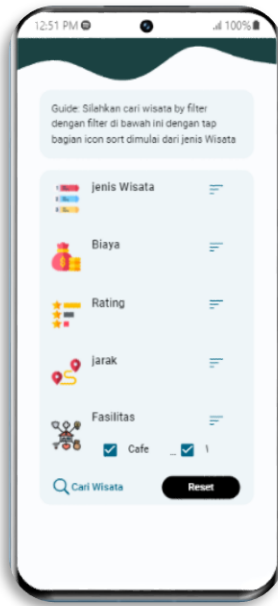 12:51 PM
100%
Guide: Silahkan cari wisata by filter
dengan filter di bawah ini dengan tap
bagian icon sort dimulai dari jenis Wisata
jenis Wisata
Biaya
Rating
jarak
Fasilitas
Cafe
Cari Wisata
Reset